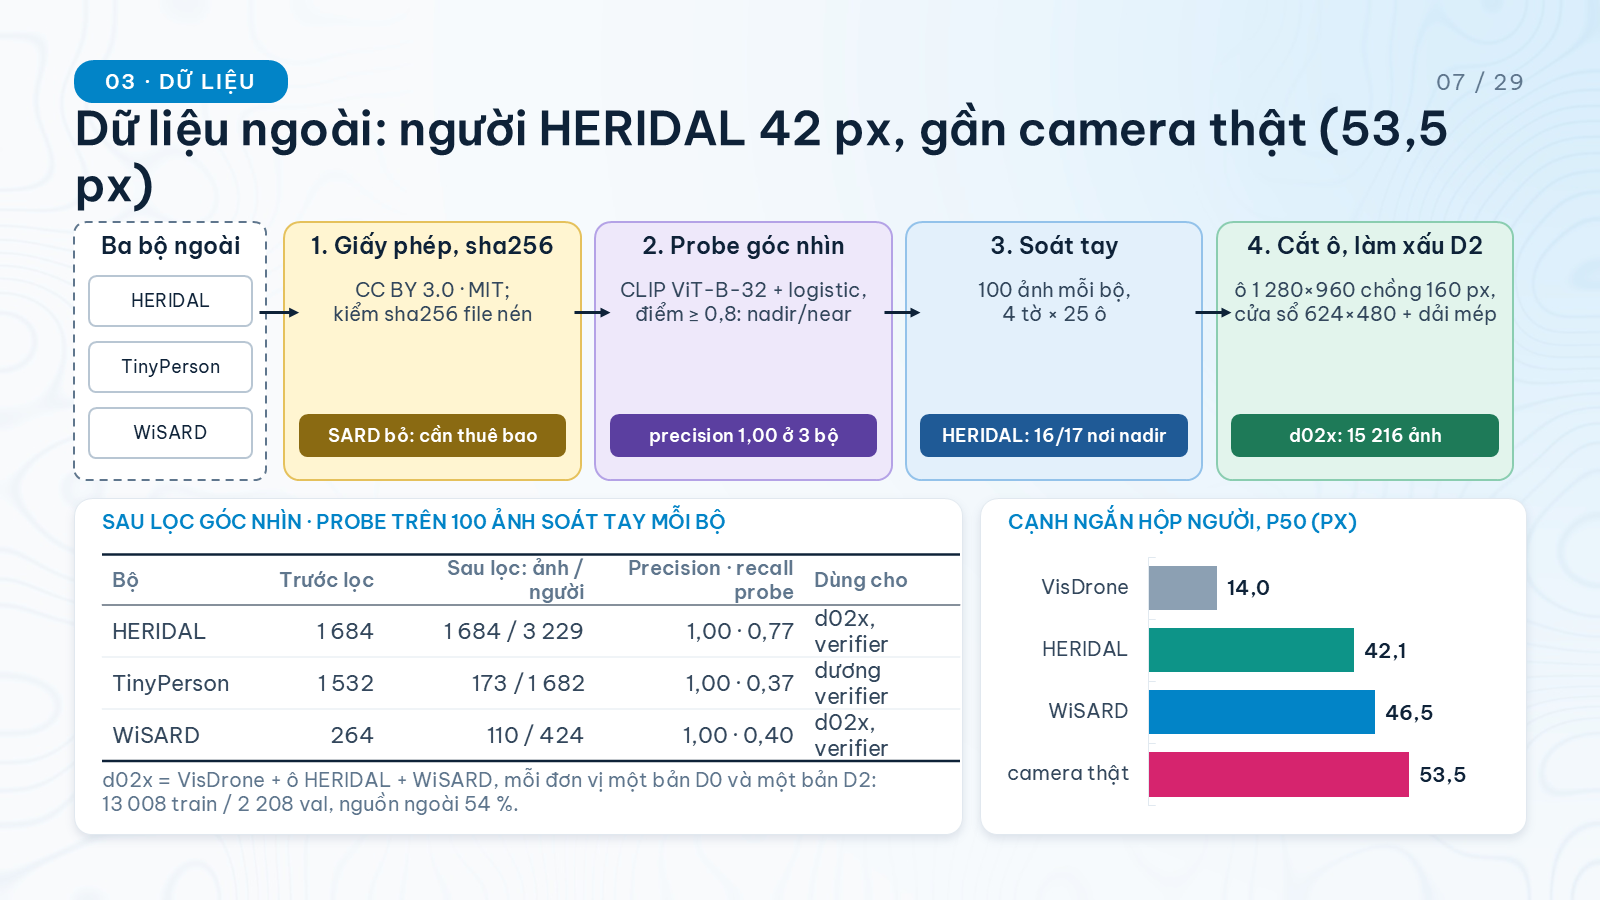 03 · DỮ LIỆU
07 / 29
Dữ liệu ngoài: người HERIDAL 42 px, gần camera thật (53,5
px)
Ba bộ ngoài
HERIDAL
TinyPerson
WiSARD
1. Giấy phép, sha256
CC BY 3.0 · MIT;
kiểm sha256 file nén
SARD bỏ: cần thuê bao
2. Probe góc nhìn
CLIP ViT-B-32 + logistic,
điểm ≥ 0,8: nadir/near
precision 1,00 ở 3 bộ
3. Soát tay
100 ảnh mỗi bộ,
4 tờ × 25 ô
HERIDAL: 16/17 nơi nadir
4. Cắt ô, làm xấu D2
ô 1 280×960 chồng 160 px,
cửa sổ 624×480 + dải mép
d02x: 15 216 ảnh
SAU LỌC GÓC NHÌN · PROBE TRÊN 100 ẢNH SOÁT TAY MỖI BỘ
Bộ Trước lọc Sau lọc: ảnh / người Precision · recall probe Dùng cho
HERIDAL 1 684 1 684 / 3 229 1,00 · 0,77 d02x, verifier
TinyPerson 1 532 173 / 1 682 1,00 · 0,37 dương verifier
WiSARD 264 110 / 424 1,00 · 0,40 d02x, verifier
d02x = VisDrone + ô HERIDAL + WiSARD, mỗi đơn vị một bản D0 và một bản D2:
13 008 train / 2 208 val, nguồn ngoài 54 %.
CẠNH NGẮN HỘP NGƯỜI, P50 (PX)
VisDrone 14,0
HERIDAL 42,1
WiSARD 46,5
camera thật 53,5